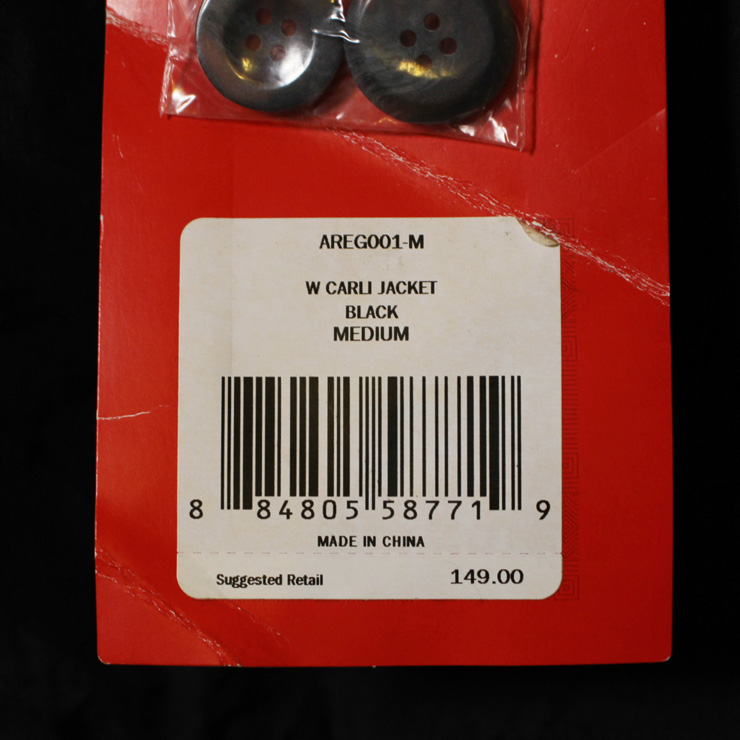 AREG001-M
W CARLI JACKET
BLACK
MEDIUM
8 84805 58771 9
MADE IN CHINA
Suggested Retail 149.00